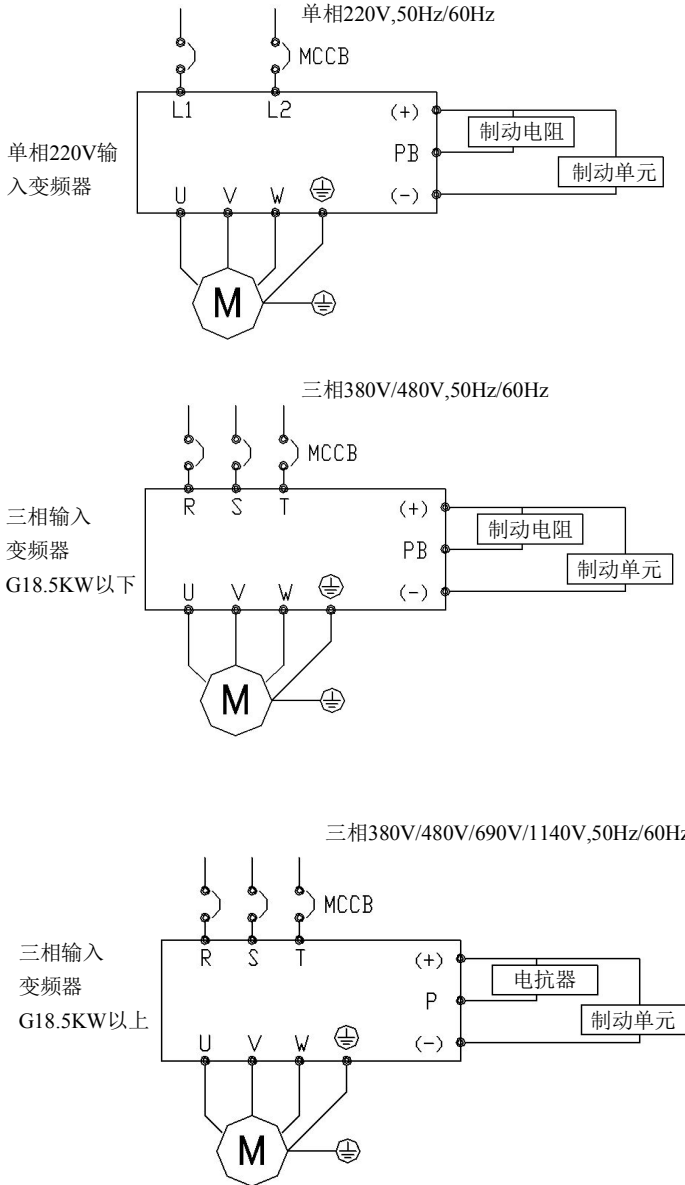 单相220V,50Hz/60Hz
MCCB
L1 L2 (+)
制动电阻
单相220V输
入变频器
PB
制动单元
U V W (-)
M
三相380V/480V,50Hz/60Hz
MCCB
R S T (+)
三相输入
变频器
G18.5KW以下
制动电阻
PB
制动单元
U V W (-)
M
三相380V/480V/690V/1140V,50Hz/60Hz
MCCB
R S T (+)
三相输入
变频器
G18.5KW以上
电抗器
P
制动单元
U V W (-)
M